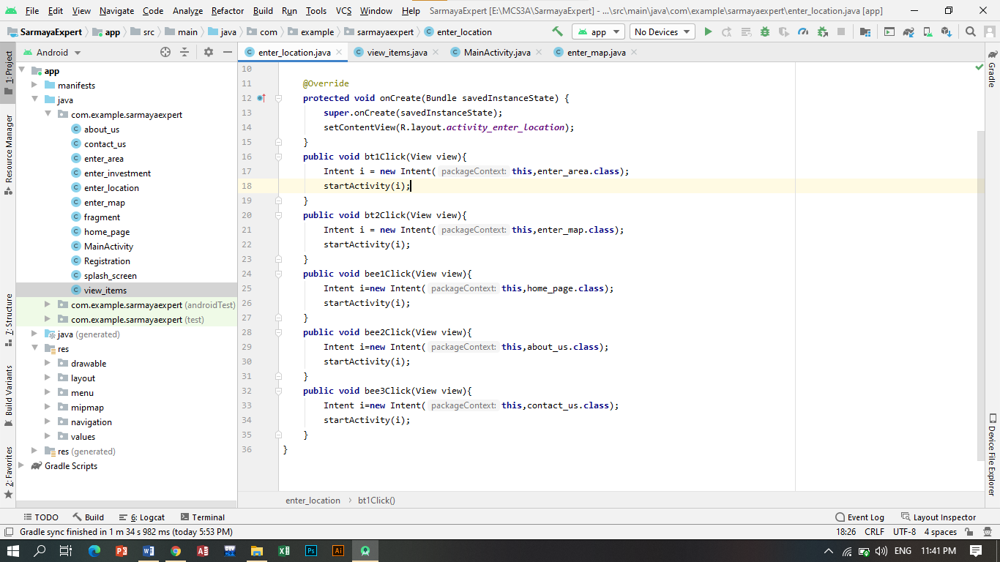 File Edit View Navigate Code Analyze Refactor Build Run Tools VCS Window Help SarmayaExpert [E:\MCS3A\SarmayaExpert] - ...\src\main\java\com\example\sarmayaexpert\enter_location.java [app]
SarmayaExpert app src main java com example sarmayaexpert enter_location app No Devices
Android
enter_location.java view_items.java MainActivity.java enter_map.java
1: Project
Resource Manager
7: Structure
Build Variants
2: Favorites
app
manifests
java
com.example.sarmayaexpert
about_us
contact_us
enter_area
enter_investment
enter_location
enter_map
fragment
home_page
MainActivity
Registration
splash_screen
view_items
com.example.sarmayaexpert (androidTest)
com.example.sarmayaexpert (test)
java (generated)
res
drawable
layout
menu
mipmap
navigation
values
res (generated)
Gradle Scripts
10
11 @Override
12 protected void onCreate(Bundle savedInstanceState) {
13 super.onCreate(savedInstanceState);
14 setContentView(R.layout.activity_enter_location);
15 }
16 public void bt1Click(View view){
17 Intent i = new Intent( packageContext: this,enter_area.class);
18 startActivity(i);
19 }
20 public void bt2Click(View view){
21 Intent i = new Intent( packageContext: this,enter_map.class);
22 startActivity(i);
23 }
24 public void bee1Click(View view){
25 Intent i=new Intent( packageContext: this,home_page.class);
26 startActivity(i);
27 }
28 public void bee2Click(View view){
29 Intent i=new Intent( packageContext: this,about_us.class);
30 startActivity(i);
31 }
32 public void bee3Click(View view){
33 Intent i=new Intent( packageContext: this,contact_us.class);
34 startActivity(i);
35 }
36 }
Gradle
Device File Explorer
enter_location bt1Click()
TODO Build 6: Logcat Terminal Event Log Layout Inspector
Gradle sync finished in 1 m 34 s 982 ms (today 5:53 PM) 18:26 CRLF UTF-8 4 spaces
ENG 11:41 PM